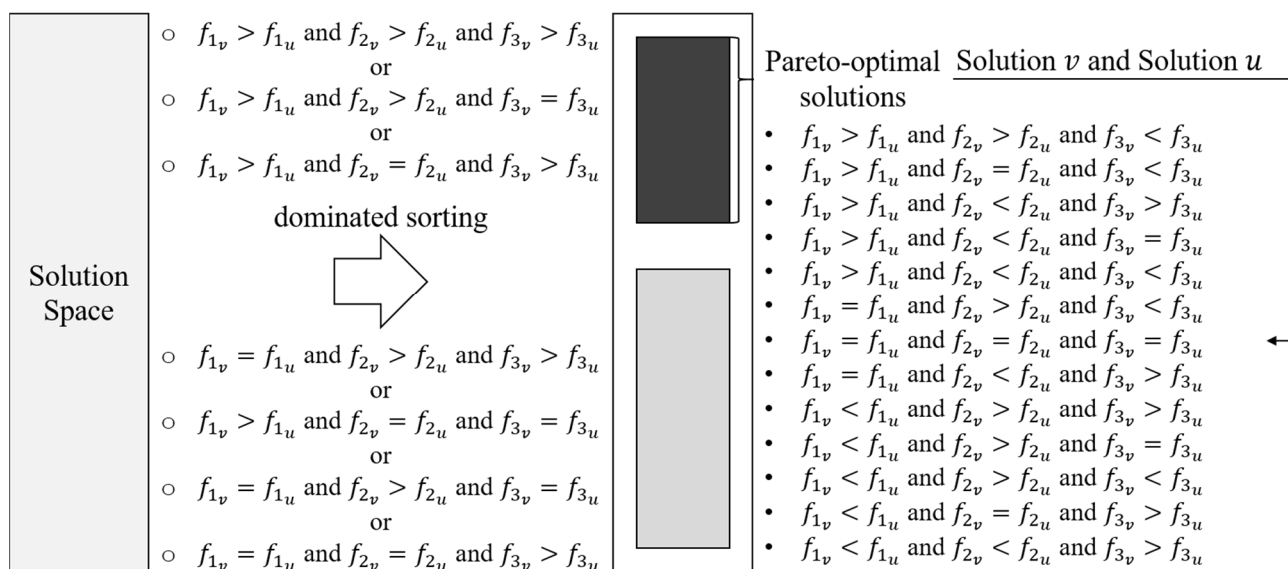 ○ f₁ᵥ > f₁ᵤ and f₂ᵥ > f₂ᵤ and f₃ᵥ > f₃ᵤ
or
○ f₁ᵥ > f₁ᵤ and f₂ᵥ > f₂ᵤ and f₃ᵥ = f₃ᵤ
or
○ f₁ᵥ > f₁ᵤ and f₂ᵥ = f₂ᵤ and f₃ᵥ > f₃ᵤ
dominated sorting
Solution
Space
○ f₁ᵥ = f₁ᵤ and f₂ᵥ > f₂ᵤ and f₃ᵥ > f₃ᵤ
or
○ f₁ᵥ > f₁ᵤ and f₂ᵥ = f₂ᵤ and f₃ᵥ = f₃ᵤ
or
○ f₁ᵥ = f₁ᵤ and f₂ᵥ > f₂ᵤ and f₃ᵥ = f₃ᵤ
or
○ f₁ᵥ = f₁ᵤ and f₂ᵥ = f₂ᵤ and f₃ᵥ > f₃ᵤ
Pareto-optimal
solutions
Solution v and Solution u
• f₁ᵥ > f₁ᵤ and f₂ᵥ > f₂ᵤ and f₃ᵥ < f₃ᵤ
• f₁ᵥ > f₁ᵤ and f₂ᵥ = f₂ᵤ and f₃ᵥ < f₃ᵤ
• f₁ᵥ > f₁ᵤ and f₂ᵥ < f₂ᵤ and f₃ᵥ > f₃ᵤ
• f₁ᵥ > f₁ᵤ and f₂ᵥ < f₂ᵤ and f₃ᵥ = f₃ᵤ
• f₁ᵥ > f₁ᵤ and f₂ᵥ < f₂ᵤ and f₃ᵥ < f₃ᵤ
• f₁ᵥ = f₁ᵤ and f₂ᵥ > f₂ᵤ and f₃ᵥ < f₃ᵤ
• f₁ᵥ = f₁ᵤ and f₂ᵥ = f₂ᵤ and f₃ᵥ = f₃ᵤ
• f₁ᵥ = f₁ᵤ and f₂ᵥ < f₂ᵤ and f₃ᵥ > f₃ᵤ
• f₁ᵥ < f₁ᵤ and f₂ᵥ > f₂ᵤ and f₃ᵥ > f₃ᵤ
• f₁ᵥ < f₁ᵤ and f₂ᵥ > f₂ᵤ and f₃ᵥ = f₃ᵤ
• f₁ᵥ < f₁ᵤ and f₂ᵥ > f₂ᵤ and f₃ᵥ < f₃ᵤ
• f₁ᵥ < f₁ᵤ and f₂ᵥ = f₂ᵤ and f₃ᵥ > f₃ᵤ
• f₁ᵥ < f₁ᵤ and f₂ᵥ < f₂ᵤ and f₃ᵥ > f₃ᵤ